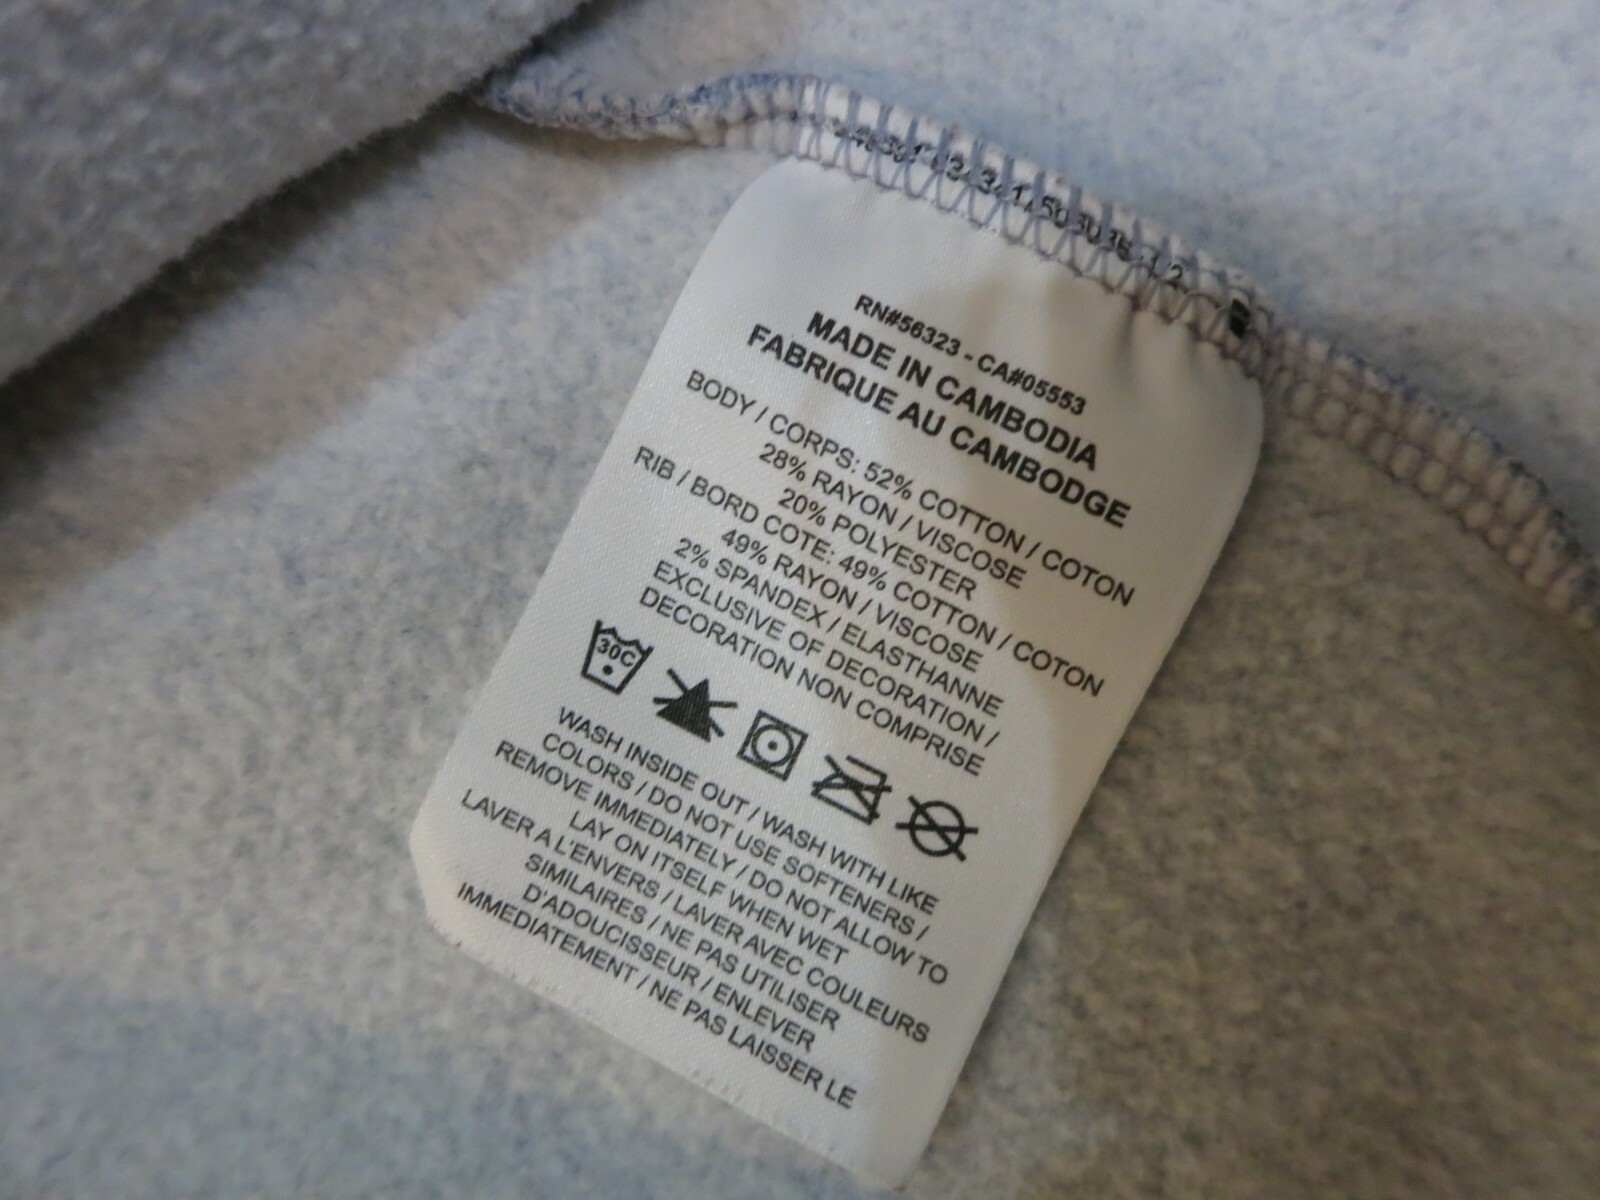 RN#56323 - CA#05553
MADE IN CAMBODIA
FABRIQUE AU CAMBODGE
BODY / CORPS: 52% COTTON / COTON
28% RAYON / VISCOSE
20% POLYESTER
RIB / BORD COTE: 49% COTTON / COTON
49% RAYON / VISCOSE
2% SPANDEX / ELASTHANNE
EXCLUSIVE OF DECORATION /
DECORATION NON COMPRISE
30C
WASH INSIDE OUT / WASH WITH LIKE
COLORS / DO NOT USE SOFTENERS /
REMOVE IMMEDIATELY / DO NOT ALLOW TO
LAY ON ITSELF WHEN WET
LAVER A L'ENVERS / LAVER AVEC COULEURS
SIMILAIRES / NE PAS UTILISER
D'ADOUCISSEUR / ENLEVER
IMMEDIATEMENT / NE PAS LAISSER LE